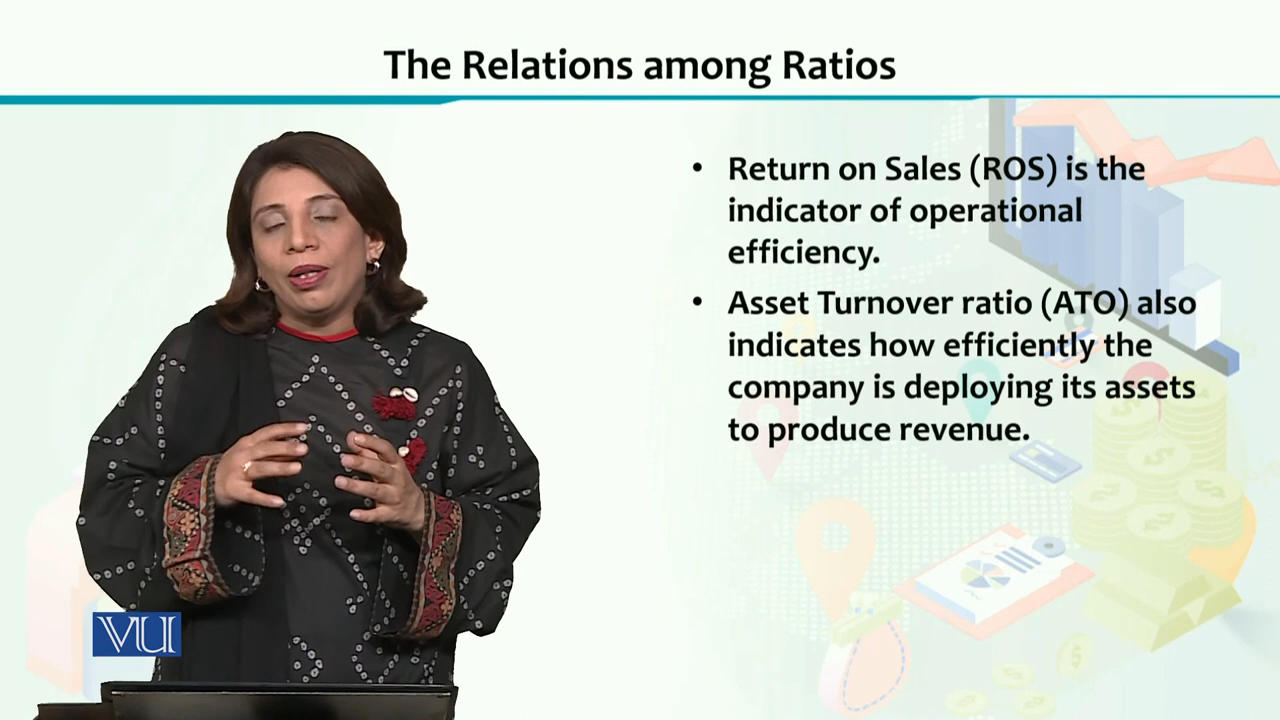 The Relations among Ratios
• Return on Sales (ROS) is the
indicator of operational
efficiency.
• Asset Turnover ratio (ATO) also
indicates how efficiently the
company is deploying its assets
to produce revenue.
VU